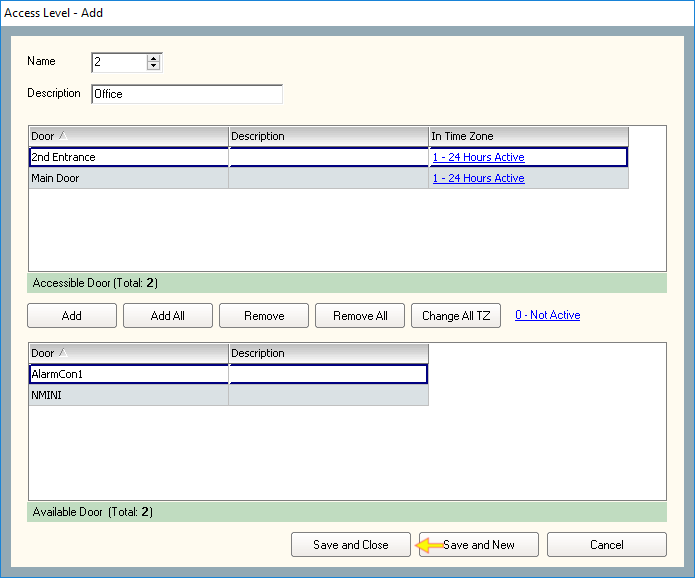 Access Level - Add
Name 2
Description Office
Door Description In Time Zone
2nd Entrance 1 - 24 Hours Active
Main Door 1 - 24 Hours Active
Accessible Door (Total: 2)
Add Add All Remove Remove All Change All TZ 0 - Not Active
Door Description
AlarmCon1
NMINI
Available Door (Total: 2)
Save and Close Save and New Cancel